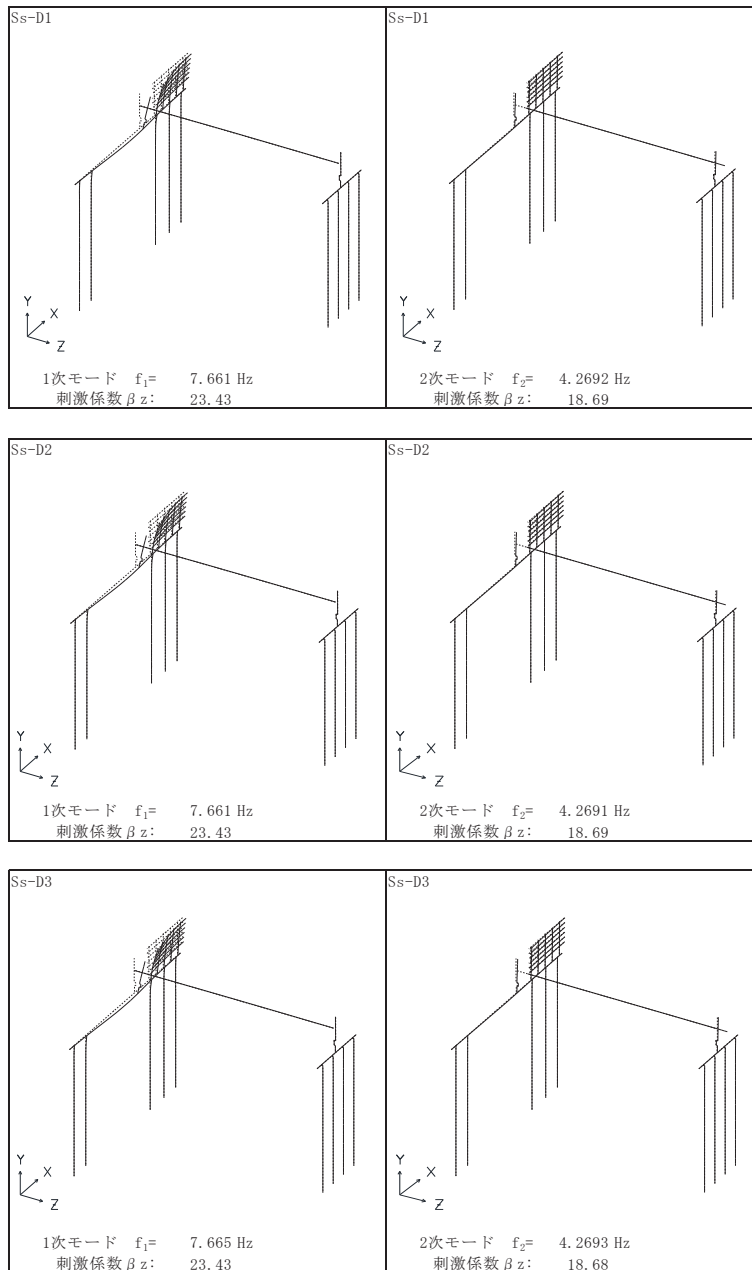 Ss-D1
Y
X
Z
1次モード f₁= 7.661 Hz
刺激係数βz: 23.43
Ss-D1
Y
X
Z
2次モード f₂= 4.2692 Hz
刺激係数βz: 18.69
Ss-D2
Y
X
Z
1次モード f₁= 7.661 Hz
刺激係数βz: 23.43
Ss-D2
Y
X
Z
2次モード f₂= 4.2691 Hz
刺激係数βz: 18.69
Ss-D3
Y
X
Z
1次モード f₁= 7.665 Hz
刺激係数βz: 23.43
Ss-D3
Y
X
Z
2次モード f₂= 4.2693 Hz
刺激係数βz: 18.68